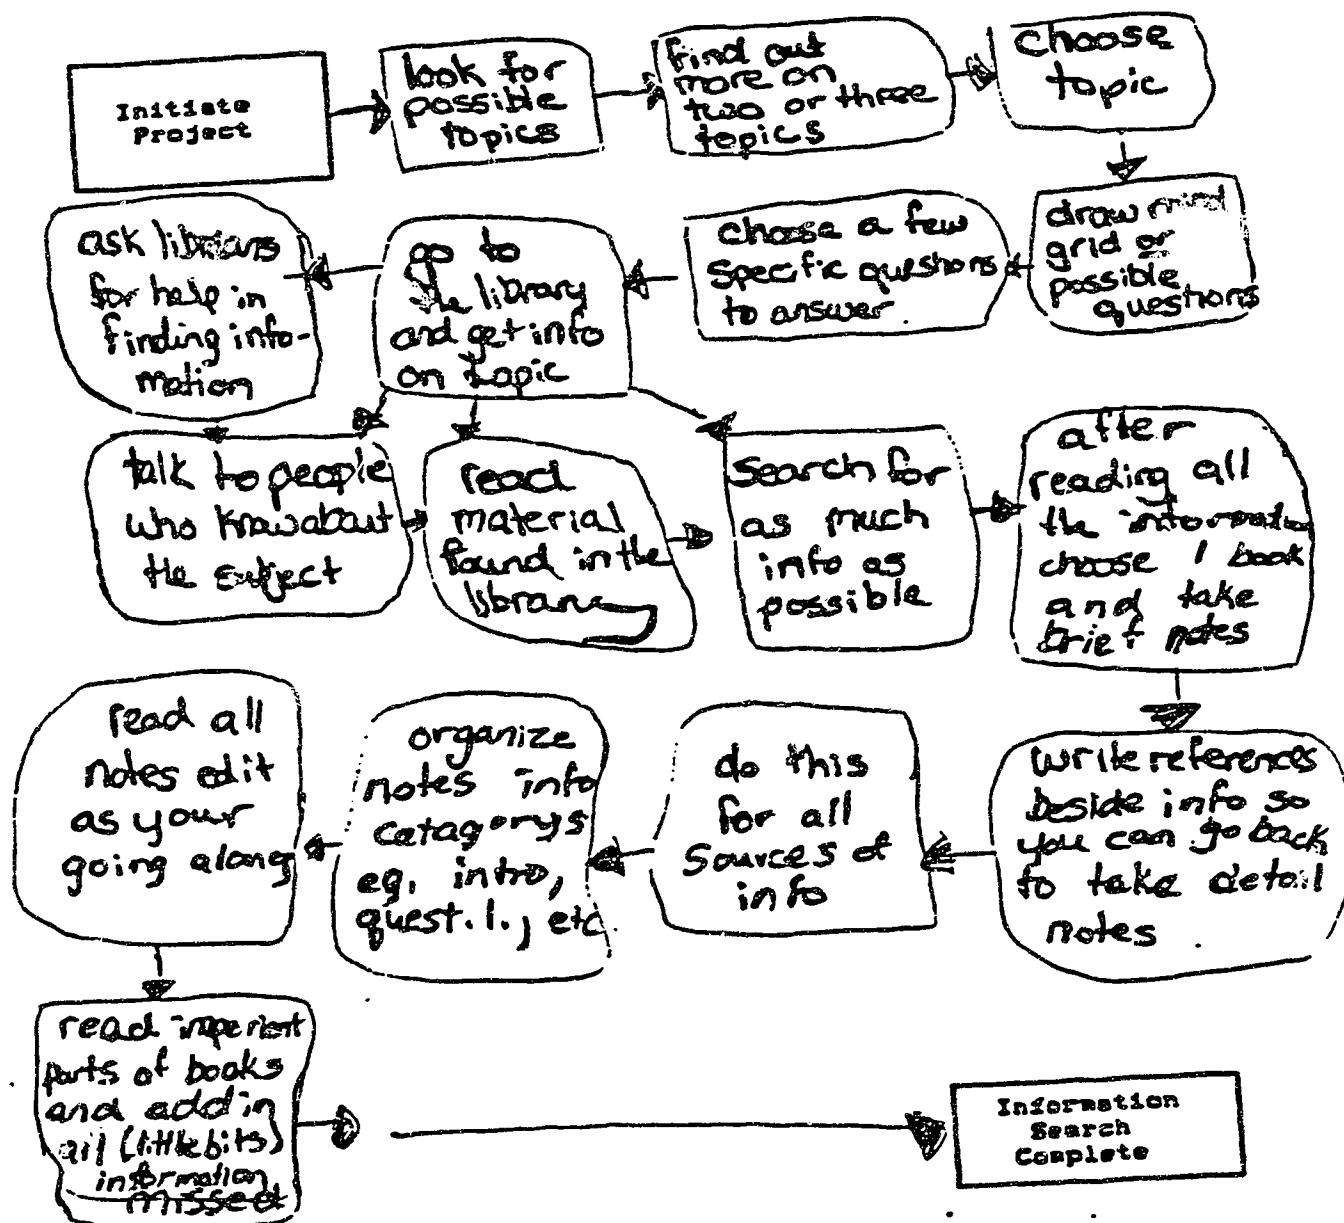 Initiate
Project
look for
possible
topics
find out
more on
two or three
topics
choose
topic
draw mind
grid or
possible
questions
choose a few
specific questions
to answer.
go to
the library
and get info
on topic
ask librians
for help in
finding info-
mation
talk to people
who know about
the subject
read
material
found in the
library
search for
as much
info as
possible
after
reading all
the information
choose 1 book
and take
brief notes
write references
beside info so
you can go back
to take detail
notes
do this
for all
sources of
info
organize
notes info
catagorys
eg. intro,
quest. 1., etc
read all
notes edit
as your
going along
read
parts of books
and add in
(little bits)
information
missed
Information
Search
Complete